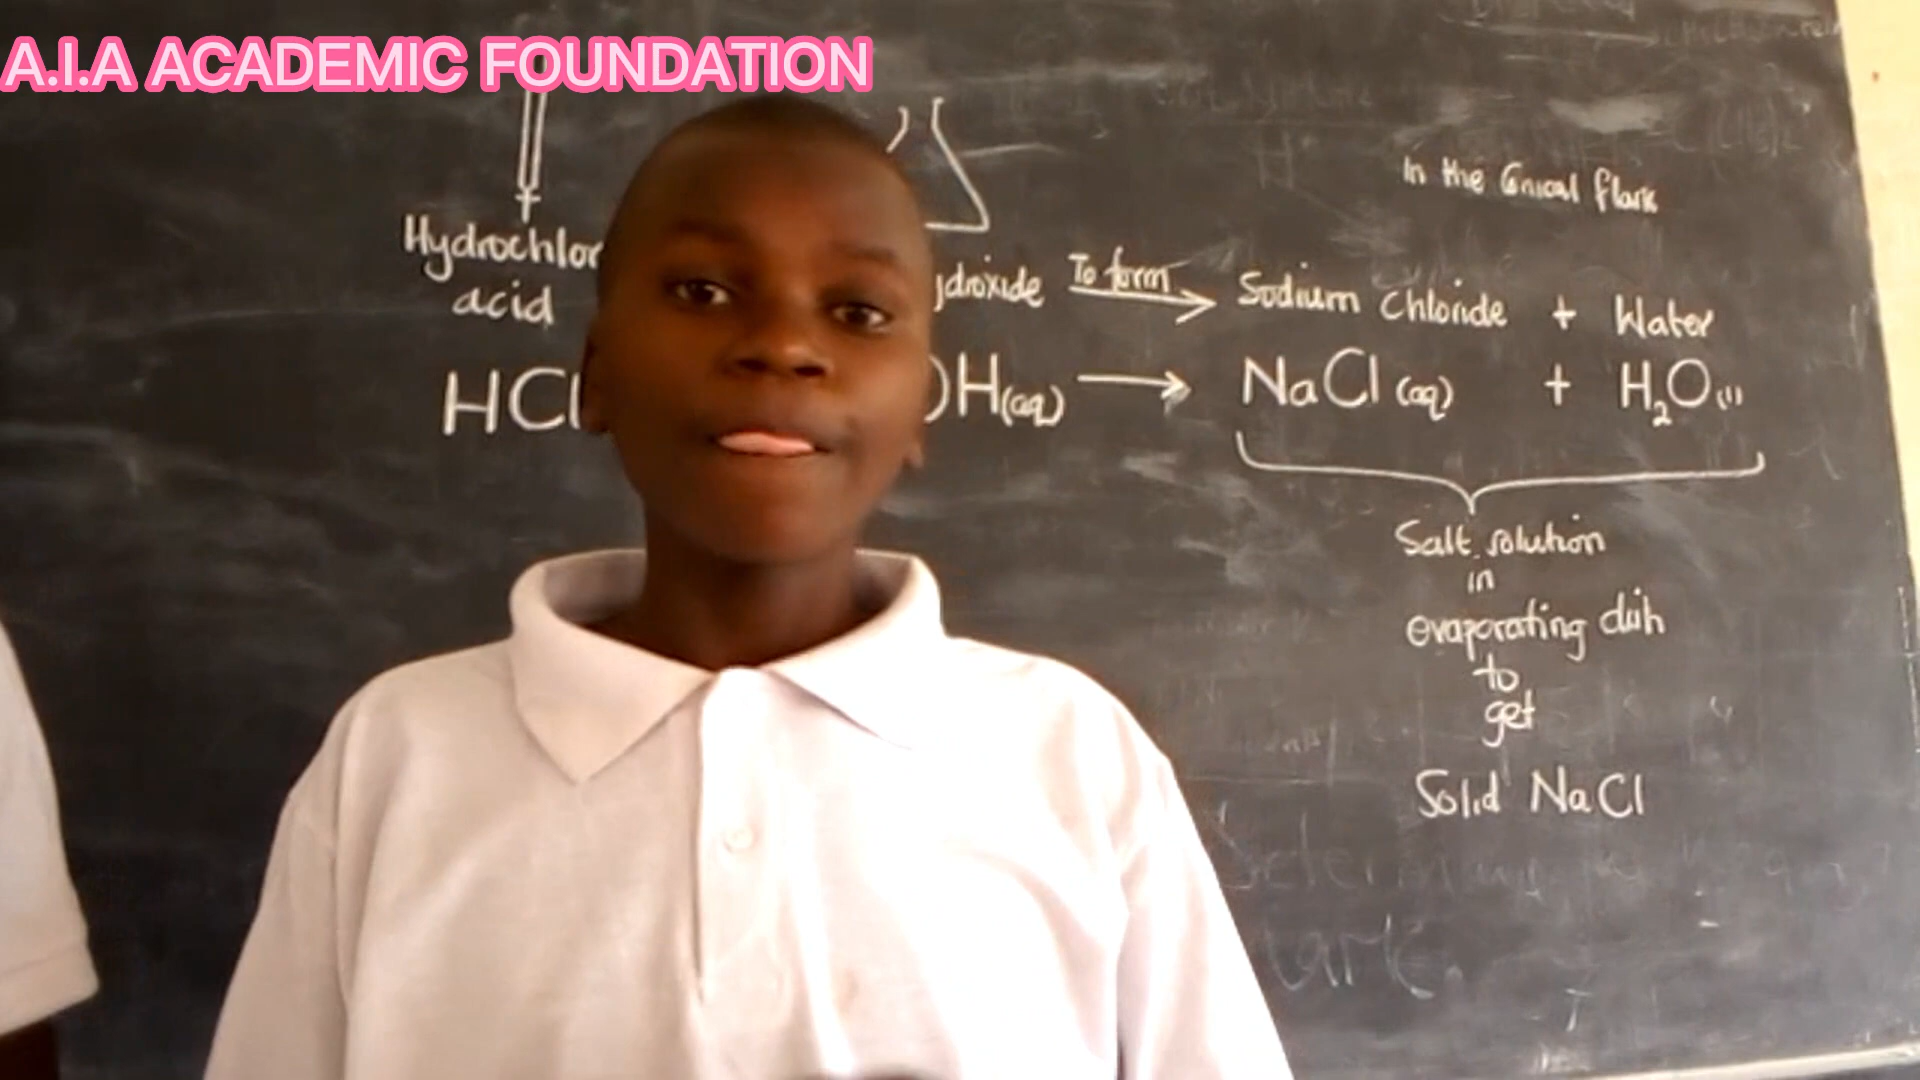 A.I.A ACADEMIC FOUNDATION
In the Conical flask
Hydrochlor
acid
ydroxide To form Sodium Chloride + Water
HCl OH(aq) → NaCl (aq) + H₂O(l)
Salt solution
in
evaporating dish
to
get
Solid NaCl